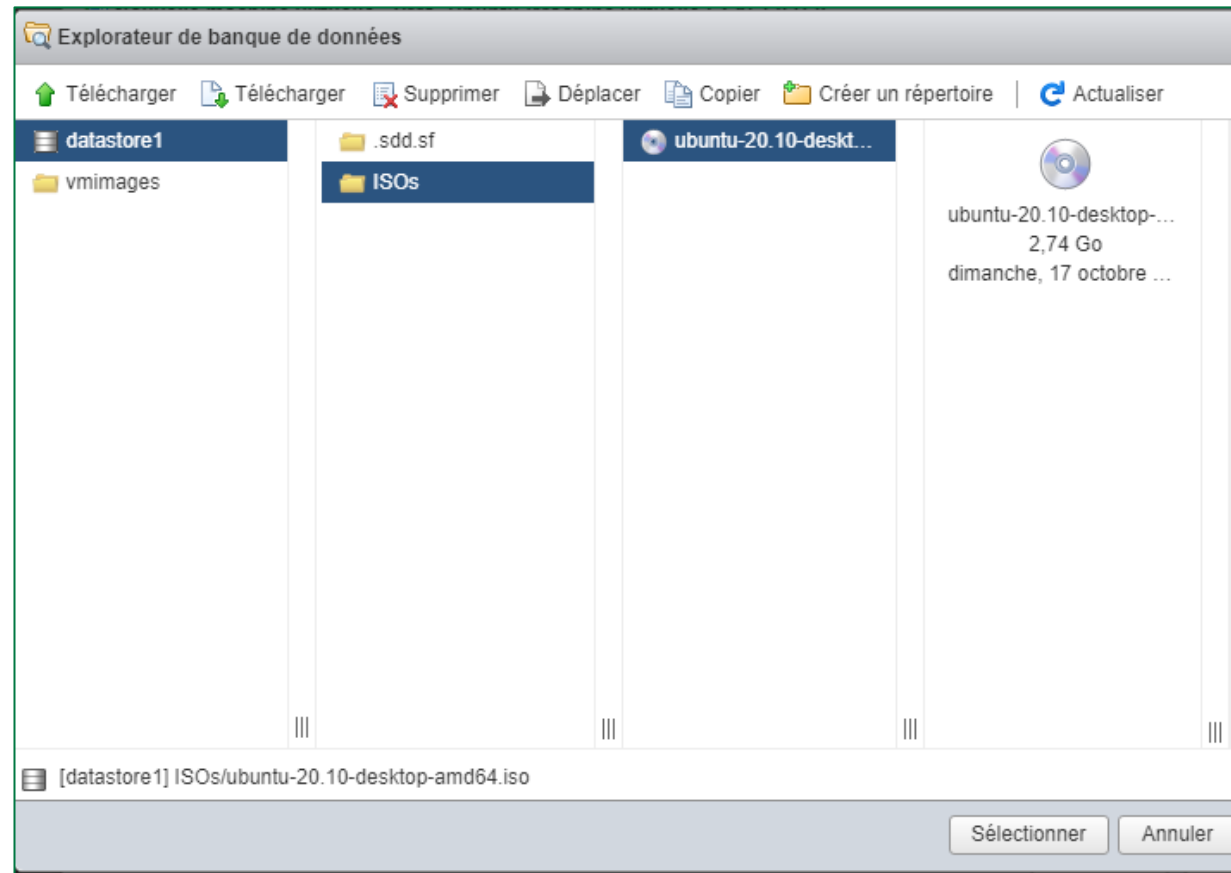 Explorateur de banque de données
Télécharger Télécharger Supprimer Déplacer Copier Créer un répertoire Actualiser
datastore1 .sdd.sf ubuntu-20.10-deskt...
vmimages ISOs
ubuntu-20.10-desktop-...
2,74 Go
dimanche, 17 octobre ...
[datastore1] ISOs/ubuntu-20.10-desktop-amd64.iso
Sélectionner Annuler